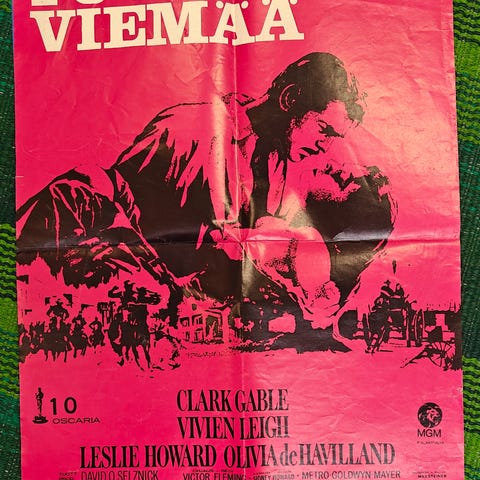 VIEMÄÄ
10
OSCARIA
CLARK GABLE
VIVIEN LEIGH
LESLIE HOWARD OLIVIA de HAVILLAND
MGM
DAVID O. SELZNICK
VICTOR FLEMING
METRO-GOLDWYN-MAYER